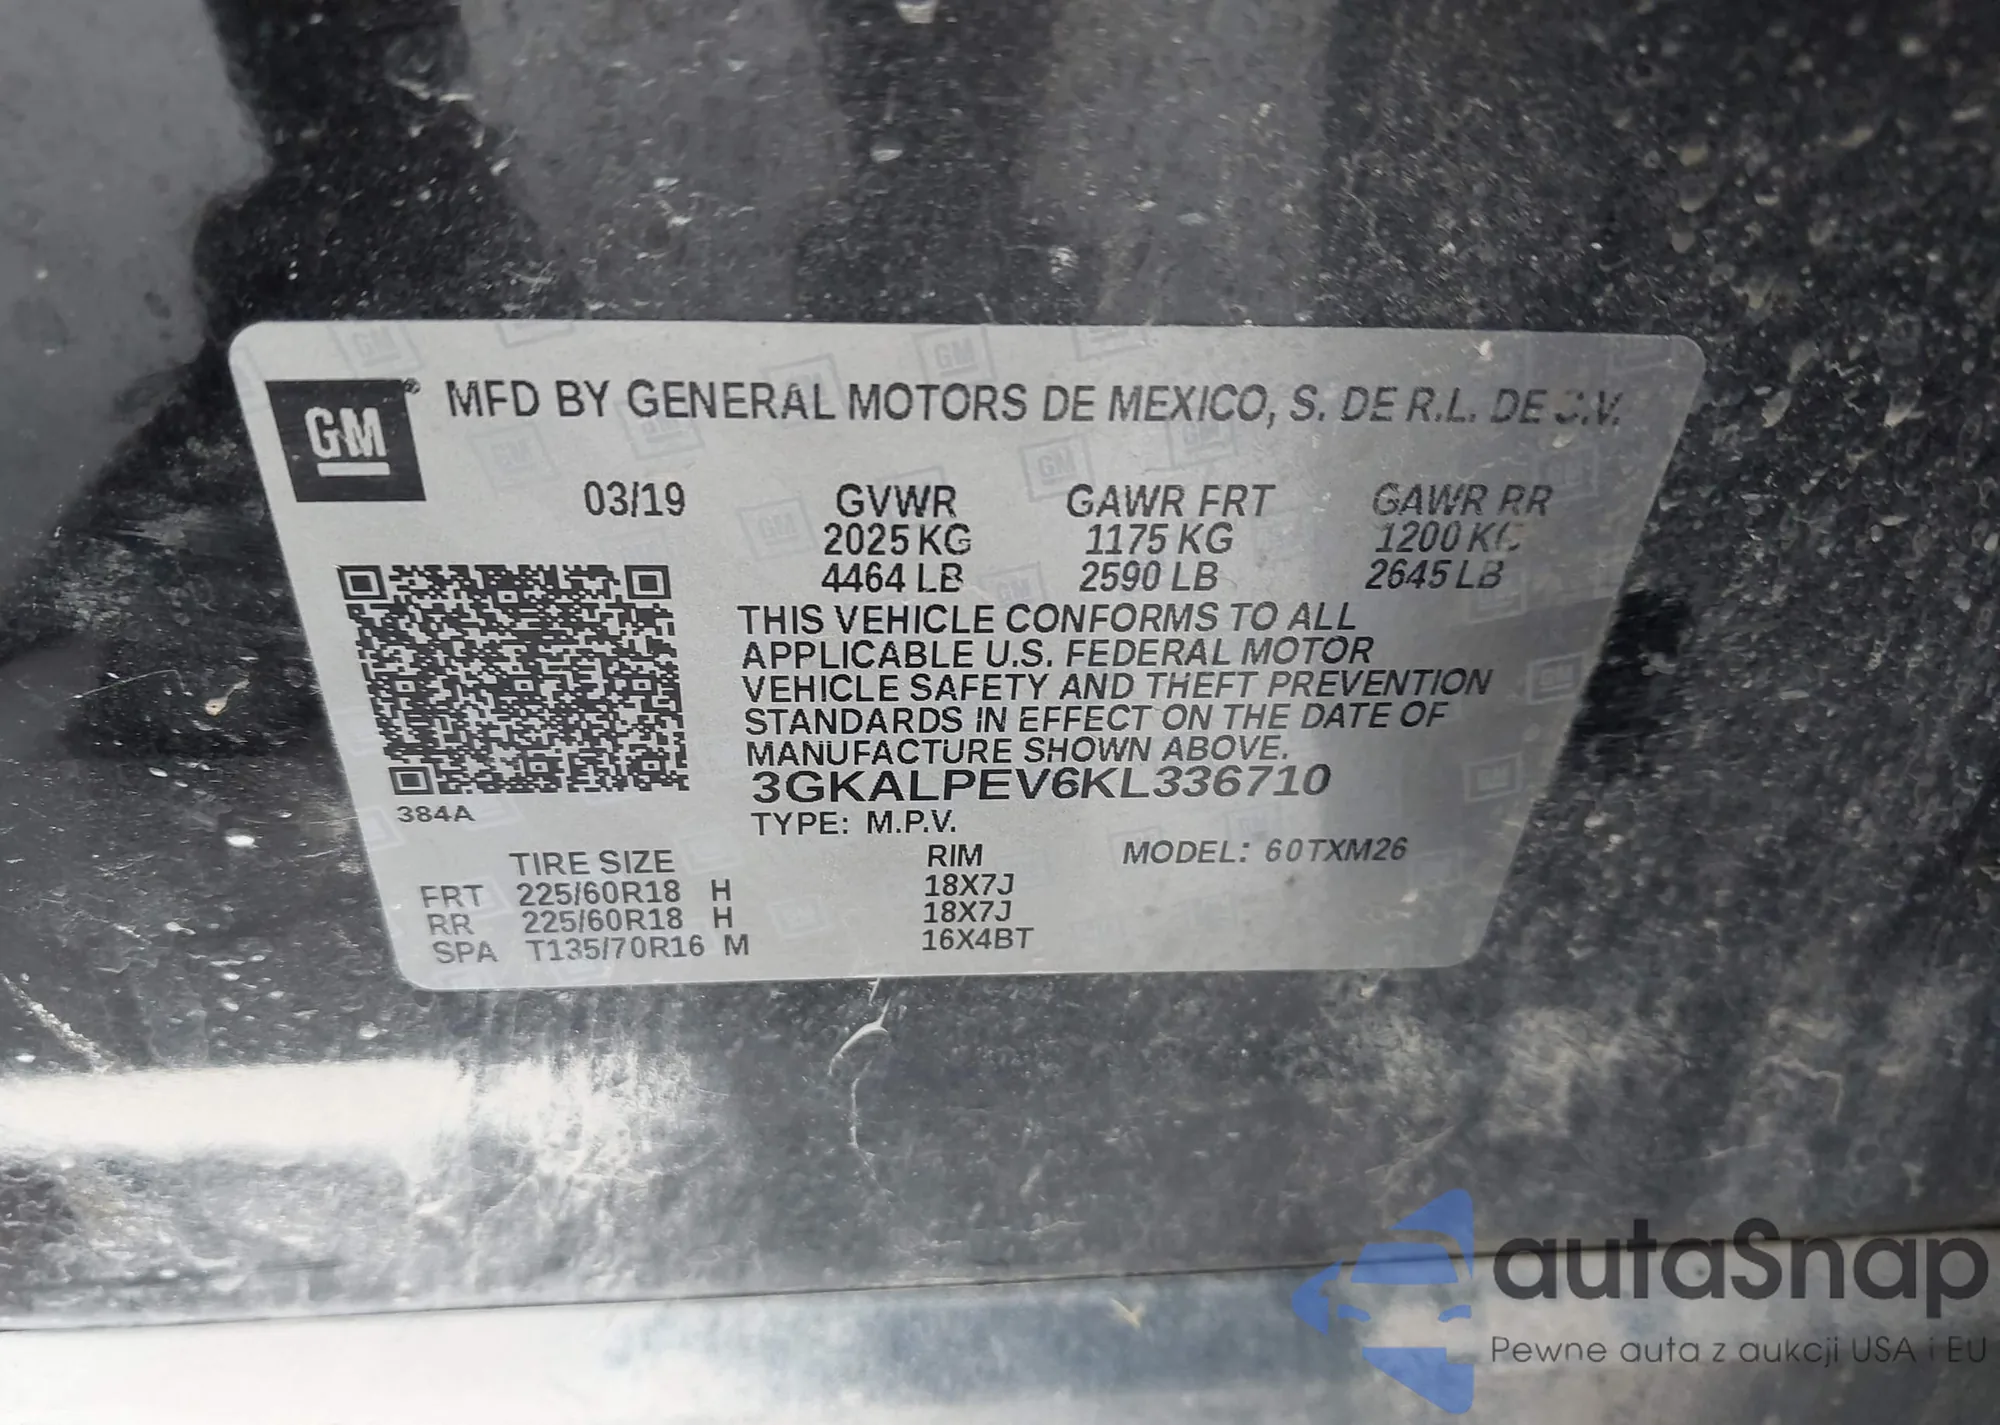 GM® MFD BY GENERAL MOTORS DE MEXICO, S. DE R.L. DE C.V.
03/19 GVWR GAWR FRT GAWR RR
2025 KG 1175 KG 1200 KG
4464 LB 2590 LB 2645 LB
THIS VEHICLE CONFORMS TO ALL
APPLICABLE U.S. FEDERAL MOTOR
VEHICLE SAFETY AND THEFT PREVENTION
STANDARDS IN EFFECT ON THE DATE OF
MANUFACTURE SHOWN ABOVE.
3GKALPEV6KL336710
384A
TYPE: M.P.V.
TIRE SIZE RIM MODEL: 60TXM26
FRT 225/60R18 H 18X7J
RR 225/60R18 H 18X7J
SPA T135/70R16 M 16X4BT
autaSnap
Pewne auta z aukcji USA i EU